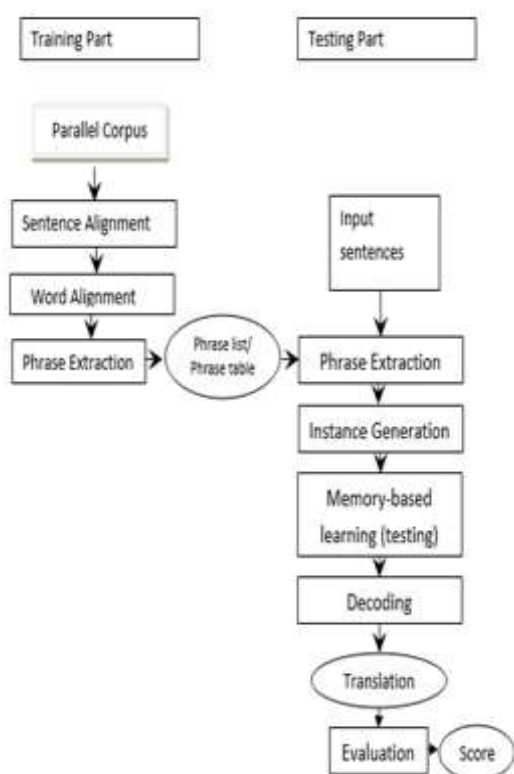 Training Part
Testing Part
Parallel Corpus
Sentence Alignment
Word Alignment
Phrase Extraction
Phrase list/
Phrase table
Input
sentences
Phrase Extraction
Instance Generation
Memory-based
learning (testing)
Decoding
Translation
Evaluation
Score